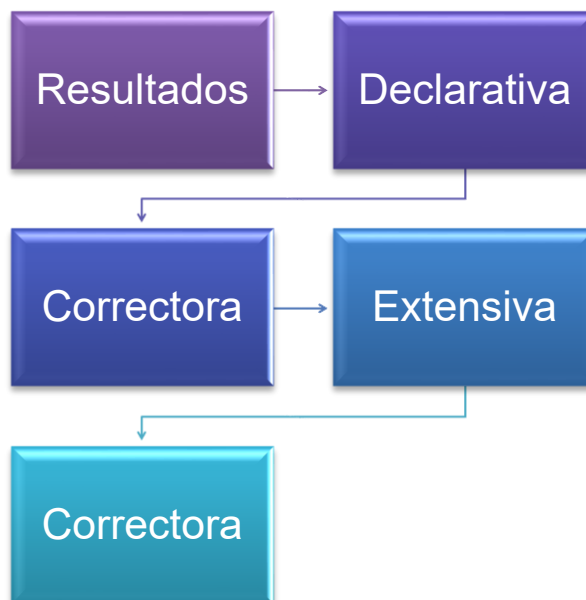 Resultados
Declarativa
Correctora
Extensiva
Correctora